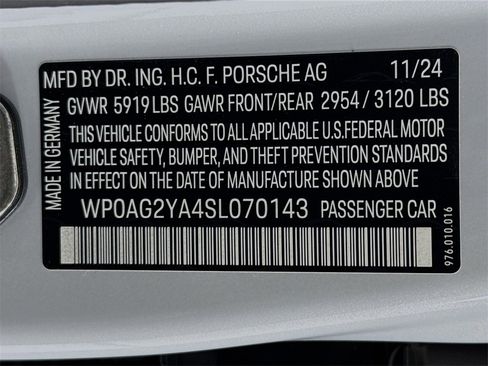 MFD BY DR. ING. H.C. F. PORSCHE AG 11/24
GVWR 5919 LBS GAWR FRONT/REAR 2954 / 3120 LBS
THIS VEHICLE CONFORMS TO ALL APPLICABLE U.S.FEDERAL MOTOR
VEHICLE SAFETY, BUMPER, AND THEFT PREVENTION STANDARDS
IN EFFECT ON THE DATE OF MANUFACTURE SHOWN ABOVE
WP0AG2YA4SL070143 PASSENGER CAR
MADE IN GERMANY
976.010.016